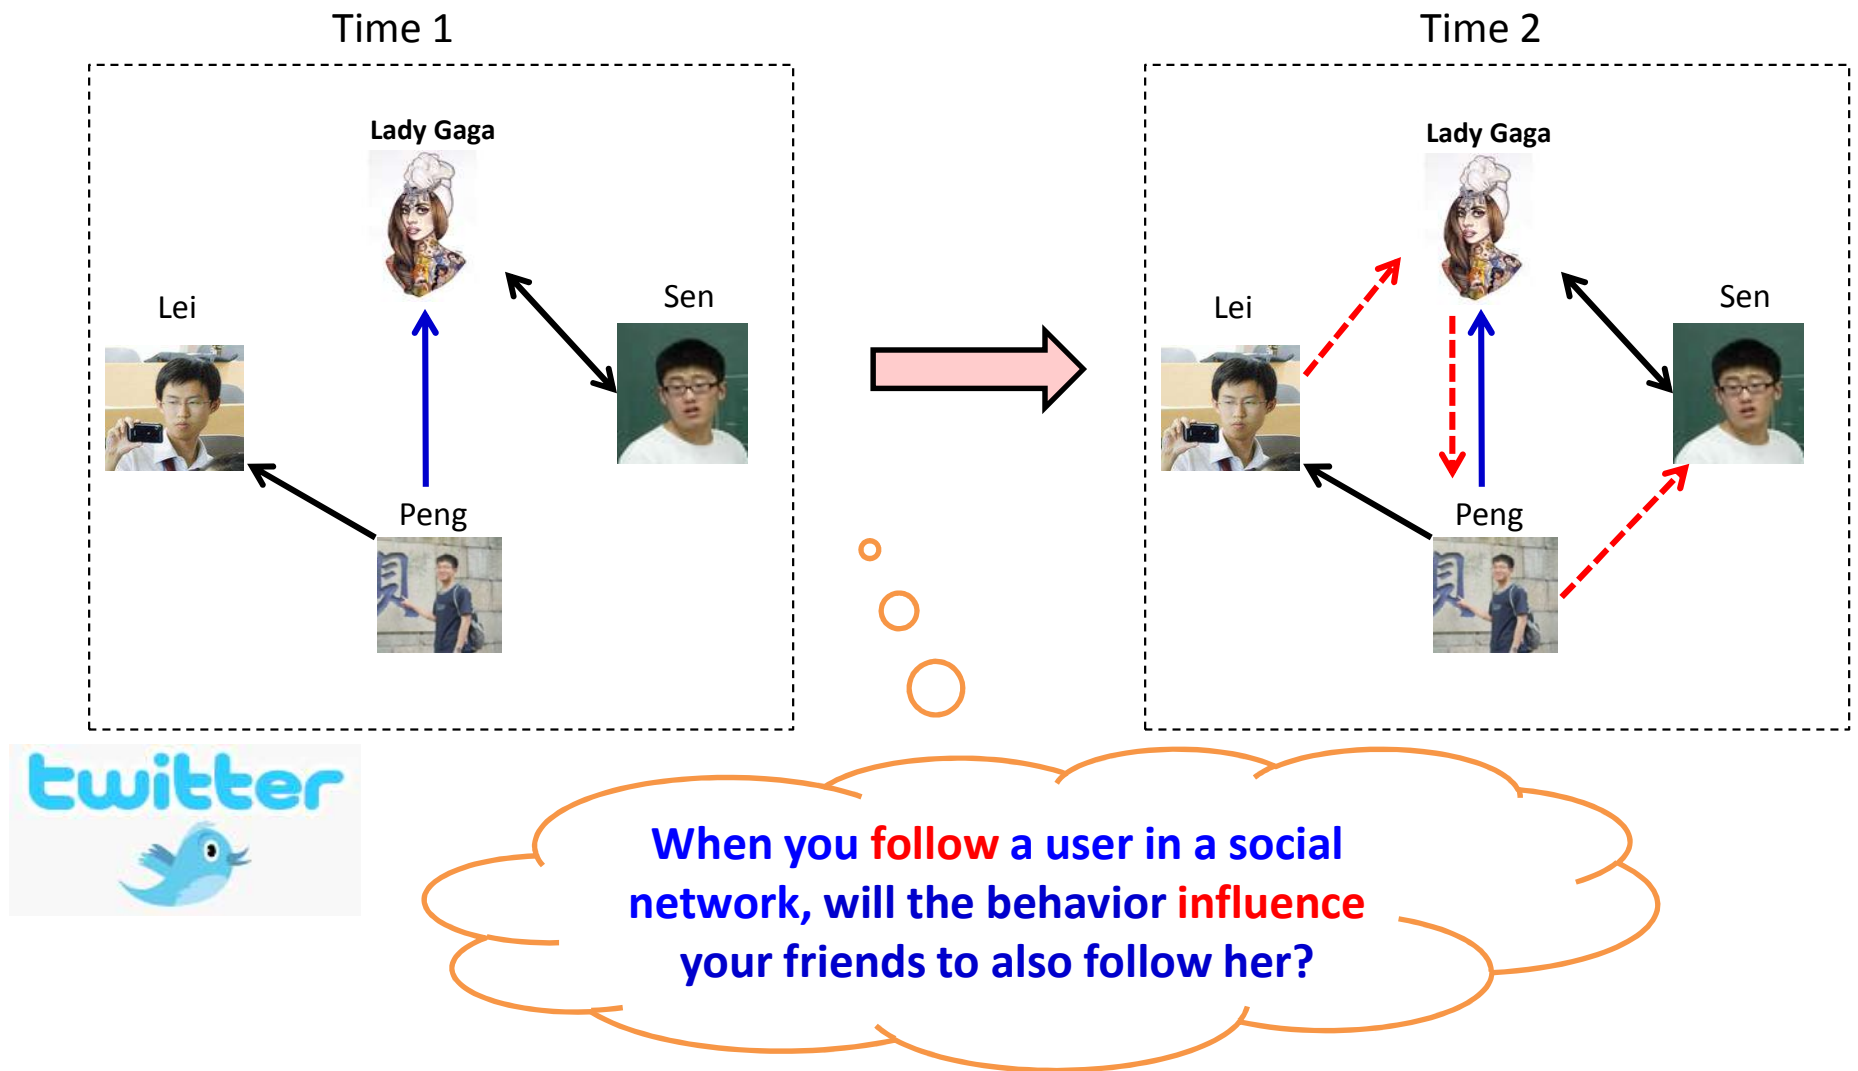 Time 1
Time 2
Lady Gaga
Lei
Sen
Peng
Lady Gaga
Lei
Sen
Peng
twitter
When you follow a user in a social
network, will the behavior influence
your friends to also follow her?